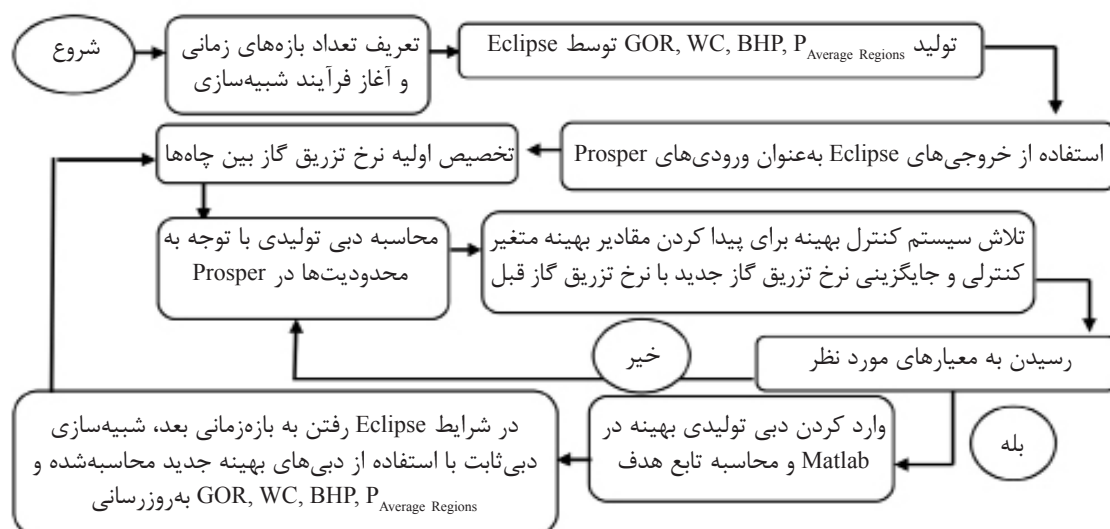 شروع
تعریف تعداد بازه‌های زمانی
و آغاز فرآیند شبیه‌سازی
تولید GOR, WC, BHP, P Average Regions توسط Eclipse
استفاده از خروجی‌های Eclipse به‌عنوان ورودی‌های Prosper
تخصیص اولیه نرخ تزریق گاز بین چاه‌ها
محاسبه دبی تولیدی با توجه به
محدودیت‌ها در Prosper
تلاش سیستم کنترل بهینه برای پیدا کردن مقادیر بهینه متغیر
کنترلی و جایگزینی نرخ تزریق گاز جدید با نرخ تزریق گاز قبل
رسیدن به معیارهای مورد نظر
خیر
بله
وارد کردن دبی تولیدی بهینه در
Matlab و محاسبه تابع هدف
در شرایط Eclipse رفتن به بازه‌زمانی بعد، شبیه‌سازی
دبی‌ثابت با استفاده از دبی‌های بهینه جدید محاسبه‌شده و
GOR, WC, BHP, P Average Regions به‌روزرسانی